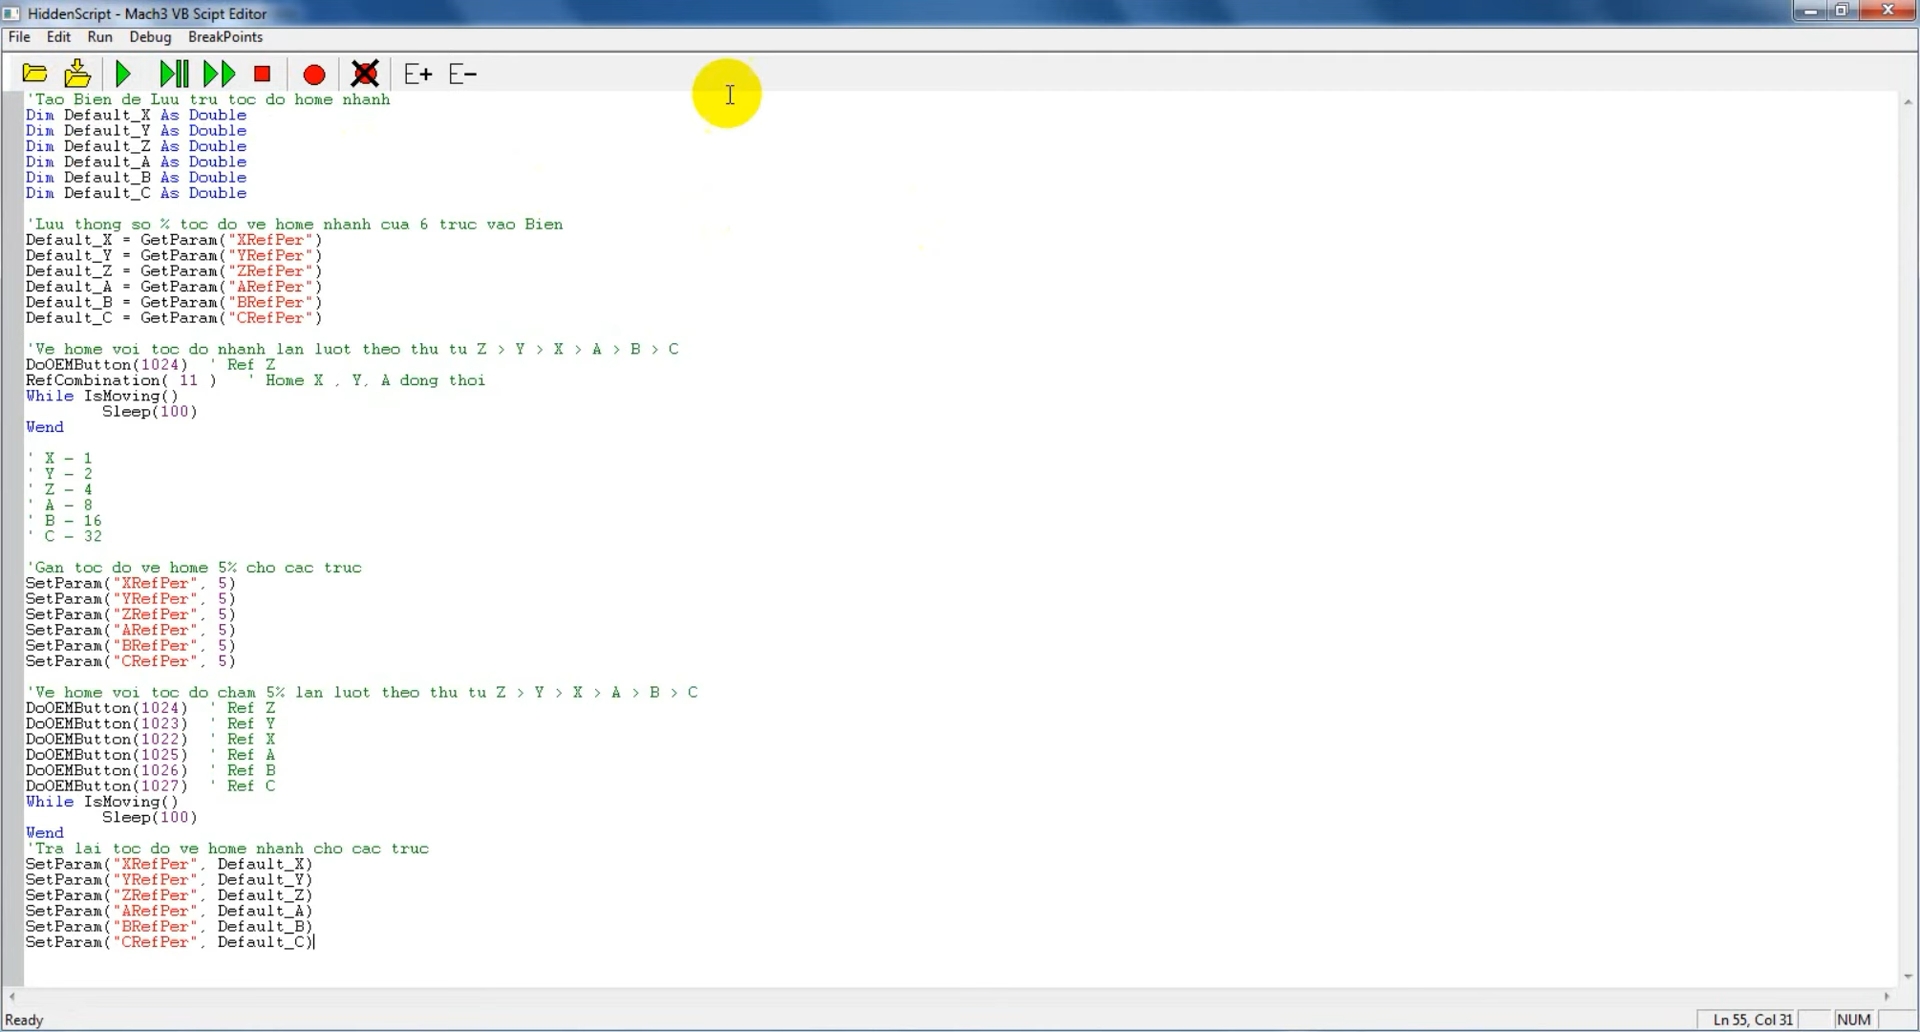 HiddenScript - Mach3 VB Scipt Editor
File Edit Run Debug BreakPoints
E+ E-
'Tao Bien de Luu tru toc do home nhanh
Dim Default_X As Double
Dim Default_Y As Double
Dim Default_Z As Double
Dim Default_A As Double
Dim Default_B As Double
Dim Default_C As Double
'Luu thong so % toc do ve home nhanh cua 6 truc vao Bien
Default_X = GetParam("XRefPer")
Default_Y = GetParam("YRefPer")
Default_Z = GetParam("ZRefPer")
Default_A = GetParam("ARefPer")
Default_B = GetParam("BRefPer")
Default_C = GetParam("CRefPer")
'Ve home voi toc do nhanh lan luot theo thu tu Z > Y > X > A > B > C
DoOEMButton(1024) ' Ref Z
RefCombination( 11 ) ' Home X , Y, A dong thoi
While IsMoving()
Sleep(100)
Wend
' X - 1
' Y - 2
' Z - 4
' A - 8
' B - 16
' C - 32
'Gan toc do ve home 5% cho cac truc
SetParam("XRefPer", 5)
SetParam("YRefPer", 5)
SetParam("ZRefPer", 5)
SetParam("ARefPer", 5)
SetParam("BRefPer", 5)
SetParam("CRefPer", 5)
'Ve home voi toc do cham 5% lan luot theo thu tu Z > Y > X > A > B > C
DoOEMButton(1024) ' Ref Z
DoOEMButton(1023) ' Ref Y
DoOEMButton(1022) ' Ref X
DoOEMButton(1025) ' Ref A
DoOEMButton(1026) ' Ref B
DoOEMButton(1027) ' Ref C
While IsMoving()
Sleep(100)
Wend
'Tra lai toc do ve home nhanh cho cac truc
SetParam("XRefPer", Default_X)
SetParam("YRefPer", Default_Y)
SetParam("ZRefPer", Default_Z)
SetParam("ARefPer", Default_A)
SetParam("BRefPer", Default_B)
SetParam("CRefPer", Default_C)
Ready Ln 55, Col 31 NUM